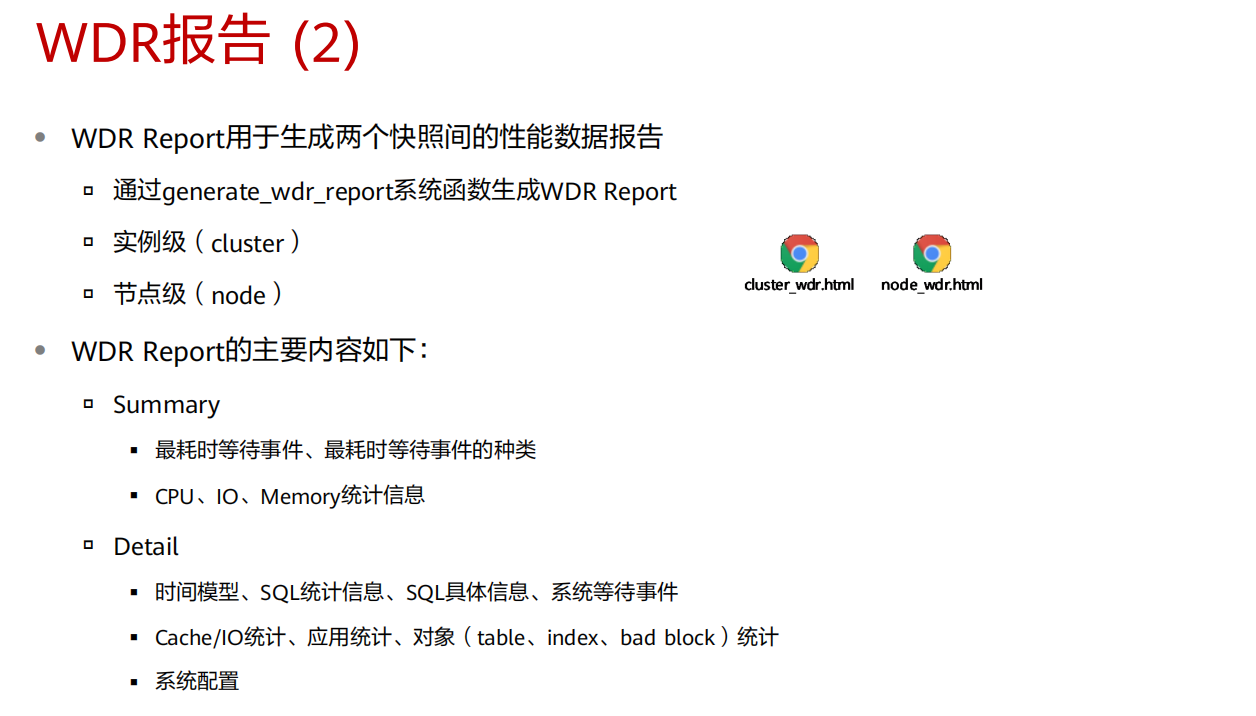 WDR报告 (2)
WDR Report用于生成两个快照间的性能数据报告
通过generate_wdr_report系统函数生成WDR Report
实例级（cluster）
节点级（node）
cluster_wdr.html
node_wdr.html
WDR Report的主要内容如下：
Summary
最耗时等待事件、最耗时等待事件的种类
CPU、IO、Memory统计信息
Detail
时间模型、SQL统计信息、SQL具体信息、系统等待事件
Cache/IO统计、应用统计、对象（table、index、bad block）统计
系统配置